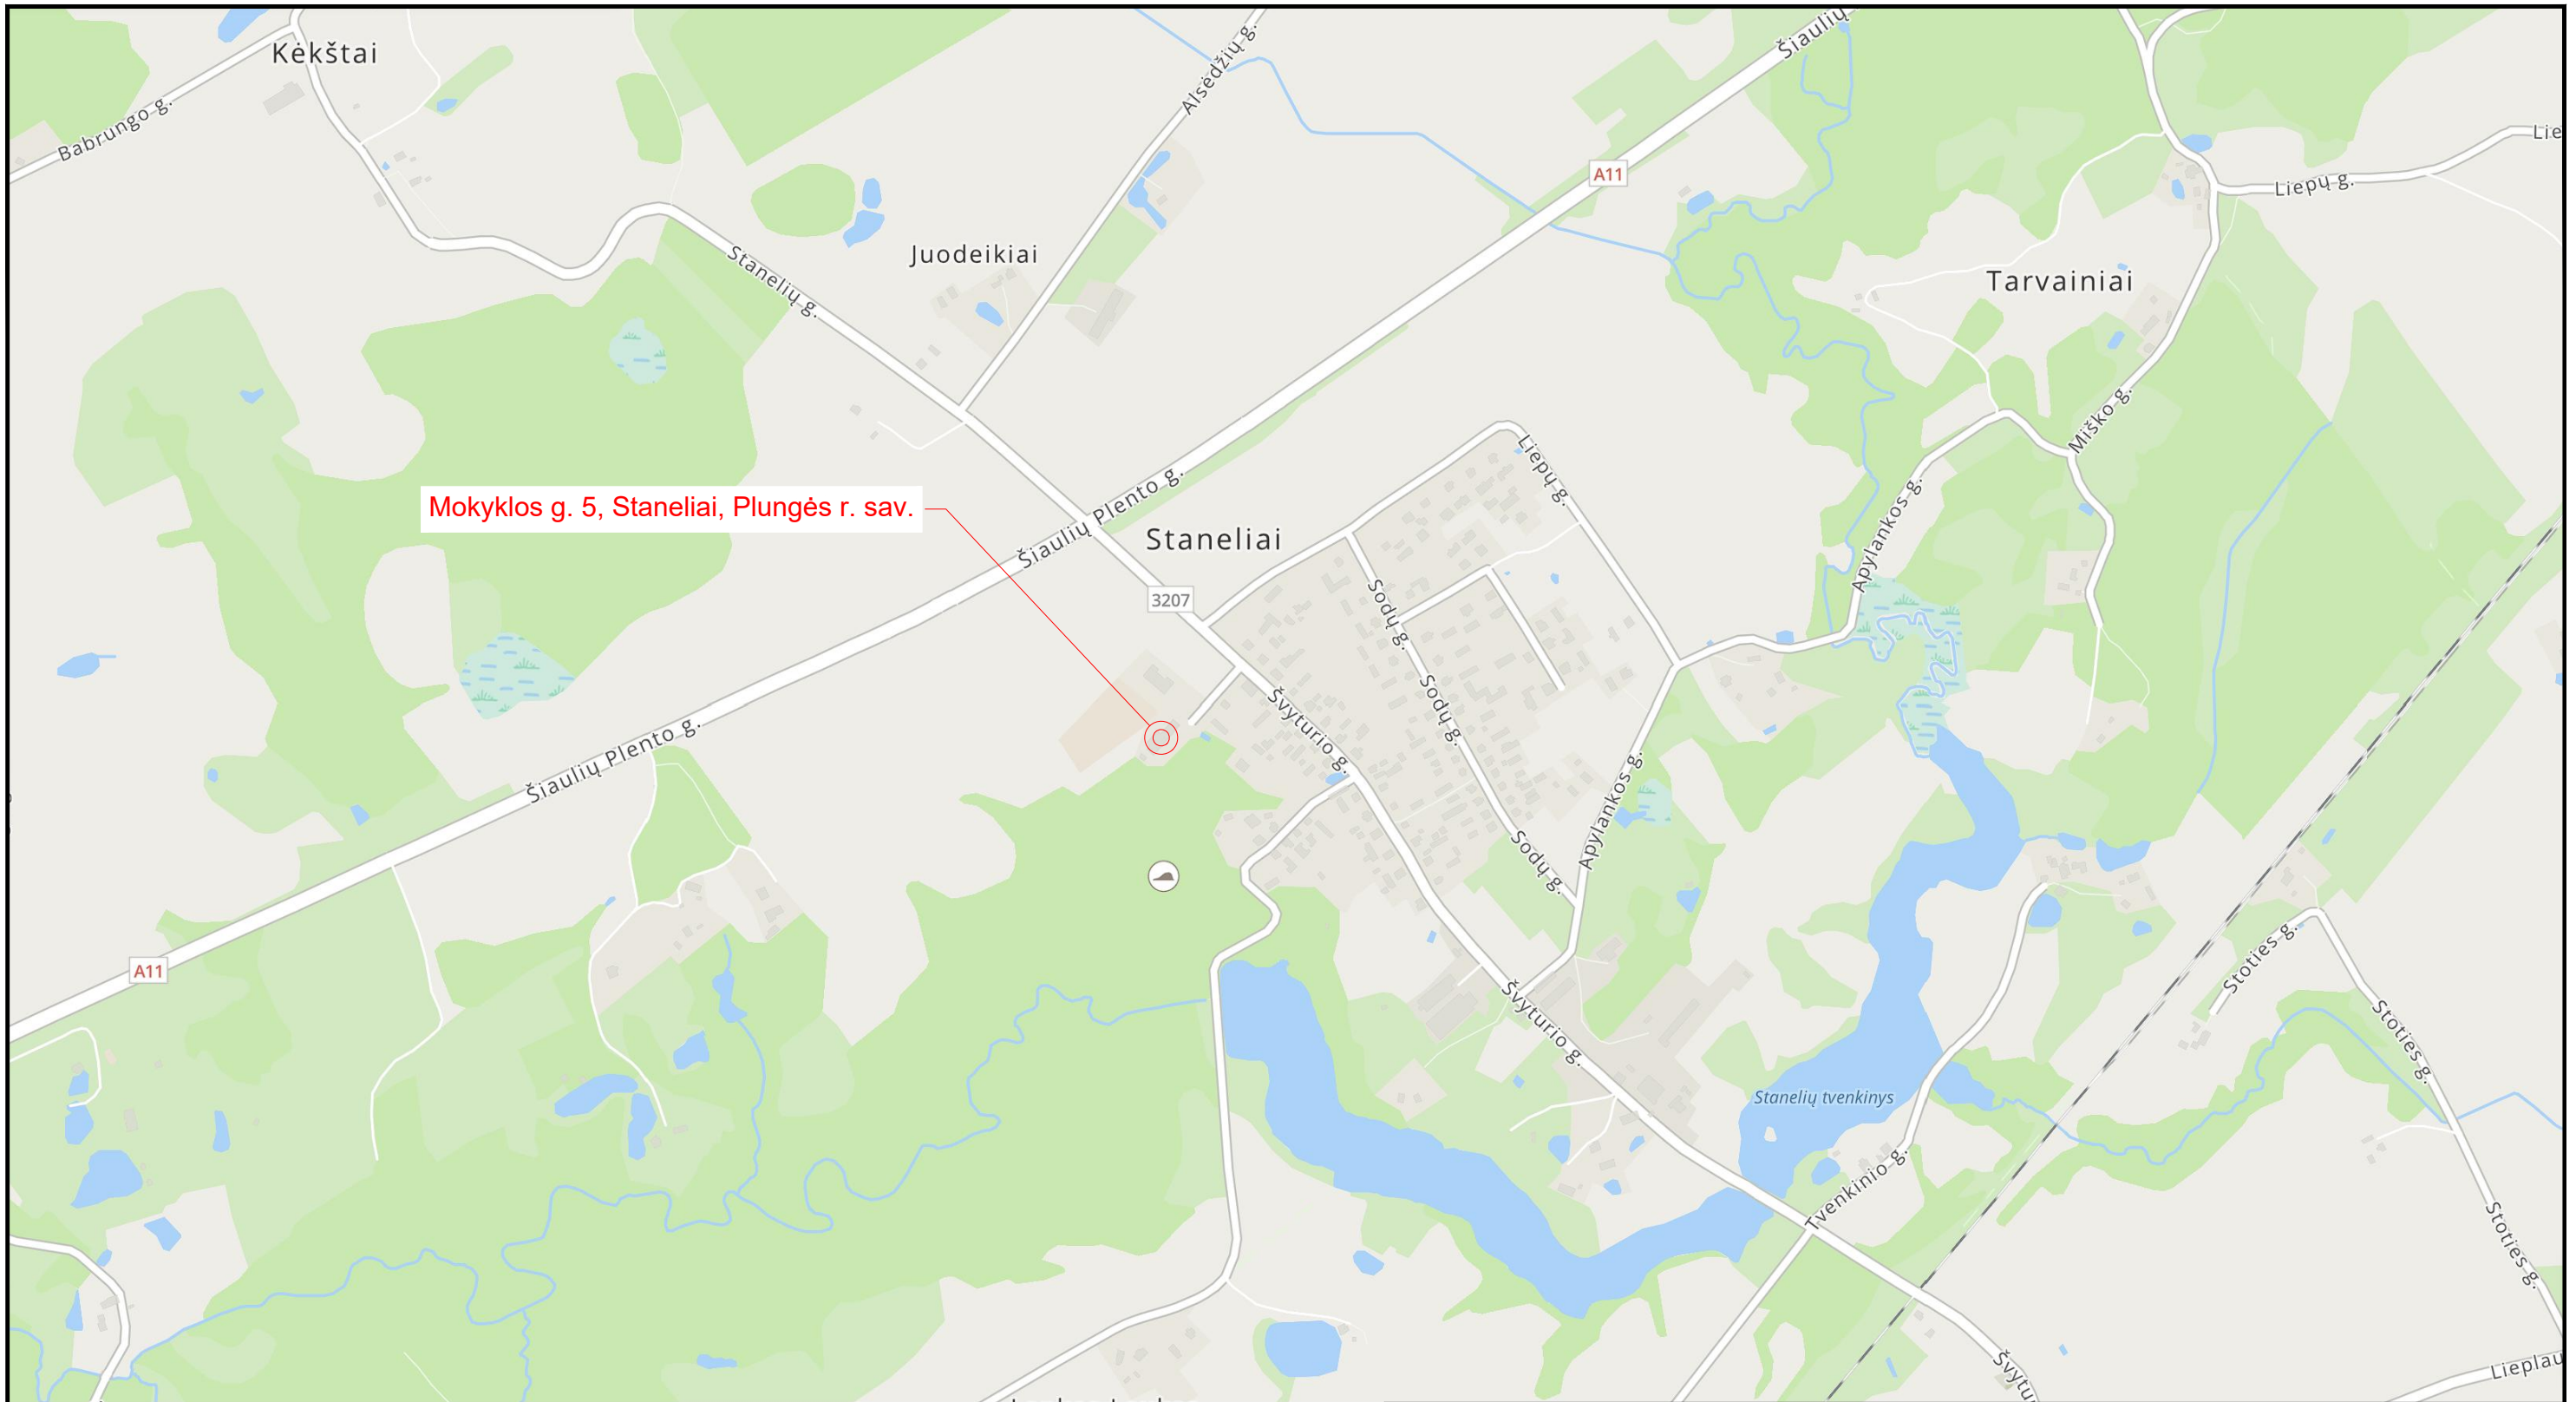 Šiaulių
Kėkštai
Alsėdžių g.
Babrungo g.
A11
Liepų g.
Juodeikiai
Stanelių g.
Tarvainiai
Miško g.
Liepų g.
Šiaulių Plento g.
Mokyklos g. 5, Staneliai, Plungės r. sav.
Staneliai
Apylankos g.
3207
Sodų g.
Sodų g.
Švyturio g.
Šiaulių Plento g.
Apylankos g.
Sodų g.
A11
Stoties g.
Švyturio g.
Stoties g.
Stanelių tvenkinys
Tvenkinio g.
Stoties g.
Švytu
Lieplau
Lie